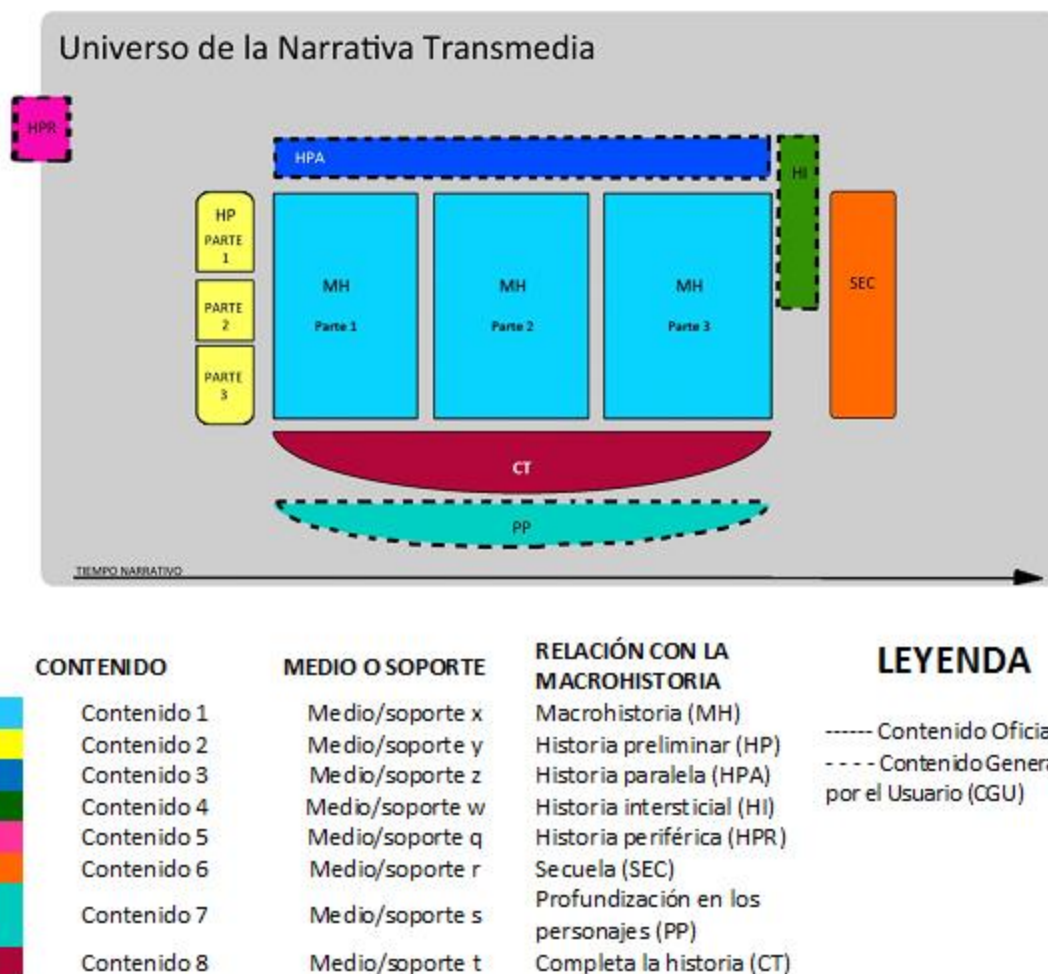 Universo de la Narrativa Transmedia
HPR
HPA
HI
HP
PARTE
1
PARTE
2
PARTE
3
MH
Parte 1
MH
Parte 2
MH
Parte 3
SEC
CT
PP
TIEMPO NARRATIVO
CONTENIDO
MEDIO O SOPORTE
RELACIÓN CON LA
MACROHISTORIA
Contenido 1 Medio/soporte x Macrohistoria (MH)
Contenido 2 Medio/soporte y Historia preliminar (HP)
Contenido 3 Medio/soporte z Historia paralela (HPA)
Contenido 4 Medio/soporte w Historia intersticial (HI)
Contenido 5 Medio/soporte q Historia periférica (HPR)
Contenido 6 Medio/soporte r Secuela (SEC)
Contenido 7 Medio/soporte s Profundización en los
personajes (PP)
Contenido 8 Medio/soporte t Completa la historia (CT)
LEYENDA
------ Contenido Oficia
- - - - Contenido Genera
por el Usuario (CGU)